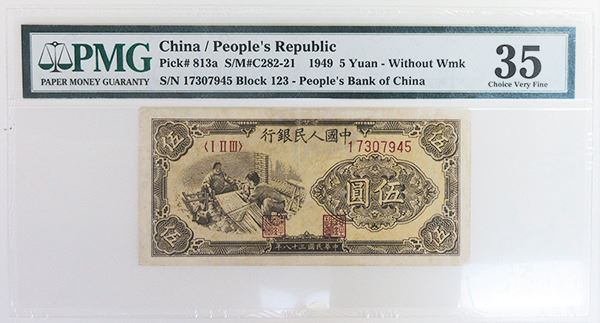 PMG
PAPER MONEY GUARANTY
China / People's Republic
Pick# 813a S/M#C282-21 1949 5 Yuan - Without Wmk
S/N 17307945 Block 123 - People's Bank of China
35
Choice Very Fine
伍
行銀民人國中
伍
〈I II III〉
17307945
圓伍
伍
年八十三國民華中
伍